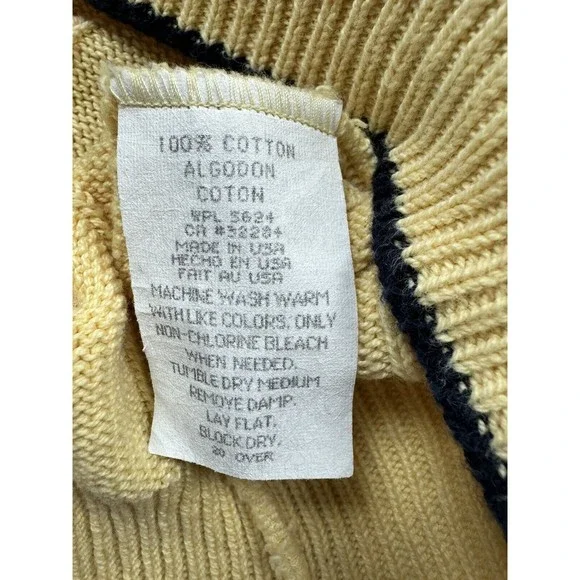 100% COTTON
ALGODON
COTON
WPL 5624
CA #32284
MADE IN USA
HECHO EN USA
FAIT AU USA
MACHINE WASH WARM
WITH LIKE COLORS. ONLY
NON-CHLORINE BLEACH
WHEN NEEDED.
TUMBLE DRY MEDIUM
REMOVE DAMP.
LAY FLAT.
BLOCK DRY.
20 OVER